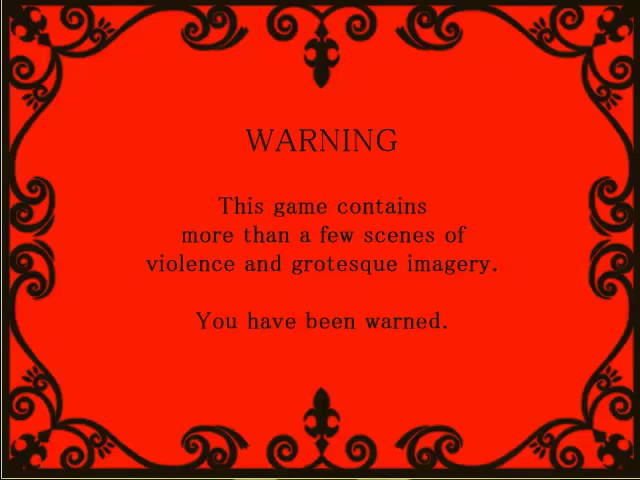 WARNING
This game contains
more than a few scenes of
violence and grotesque imagery.
You have been warned.